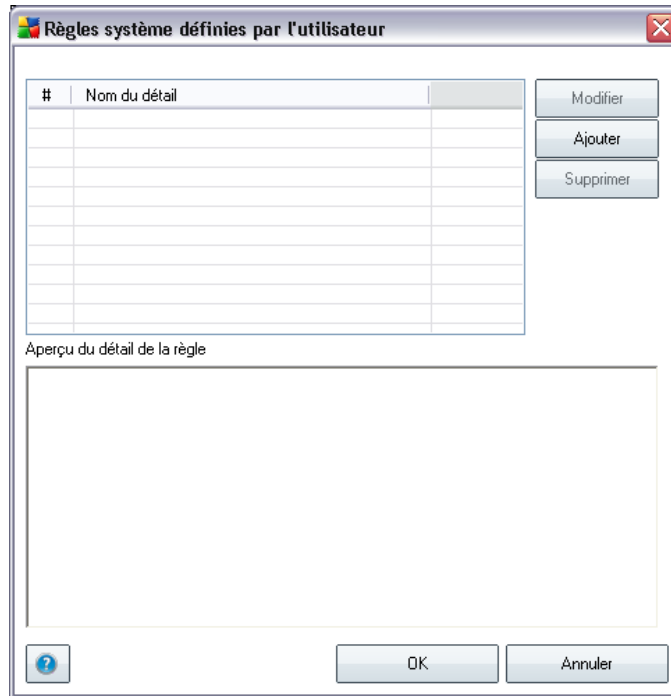 Règles système définies par l'utilisateur
# Nom du détail
Modifier
Ajouter
Supprimer
Aperçu du détail de la règle
?
OK
Annuler